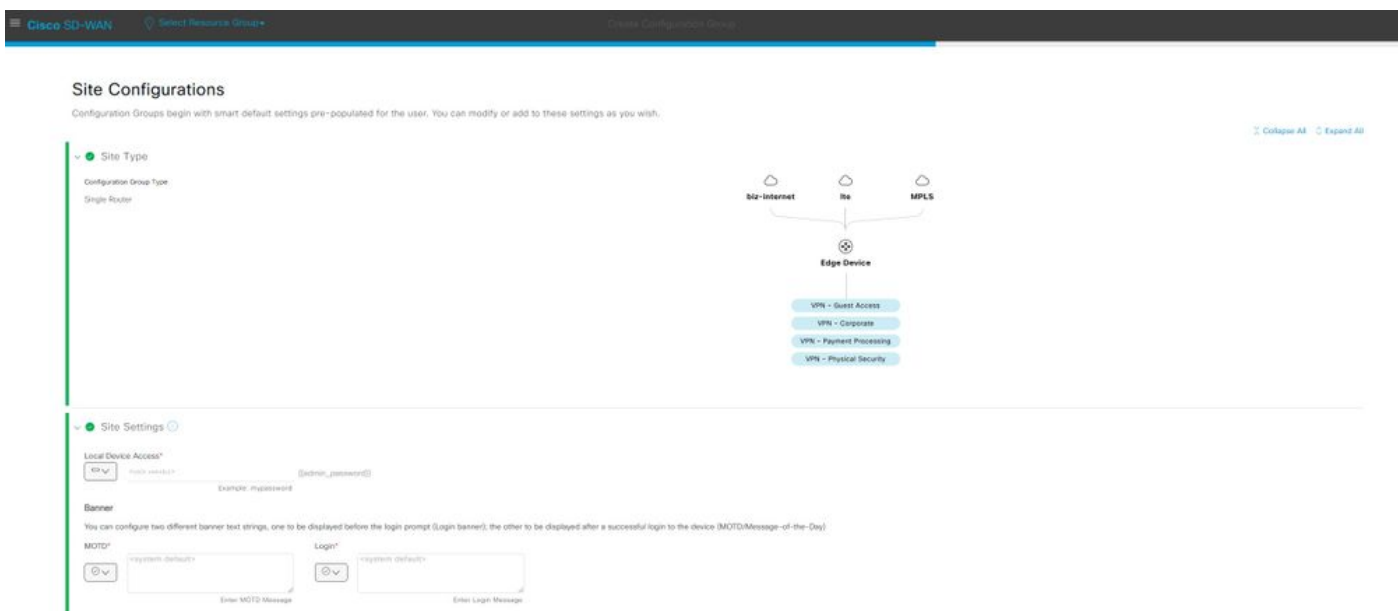 Cisco SD-WAN
Select Resource Group
Create Configuration Group
Site Configurations
Configuration Groups begin with smart default settings pre-populated for the user. You can modify or add to these settings as you wish.
Collapse All Expand All
Site Type
Configuration Group Type
Single Router
biz-internet lte MPLS
Edge Device
VPN - Guest Access
VPN - Corporate
VPN - Payment Processing
VPN - Physical Security
Site Settings
Local Device Access*
{{admin_password}}
Example: mypassword
Banner
You can configure two different banner text strings, one to be displayed before the login prompt (Login banner); the other to be displayed after a successful login to the device (MOTD/Message-of-the-Day)
MOTD* Login*
<system default> <system default>
Enter MOTD Message Enter Login Message